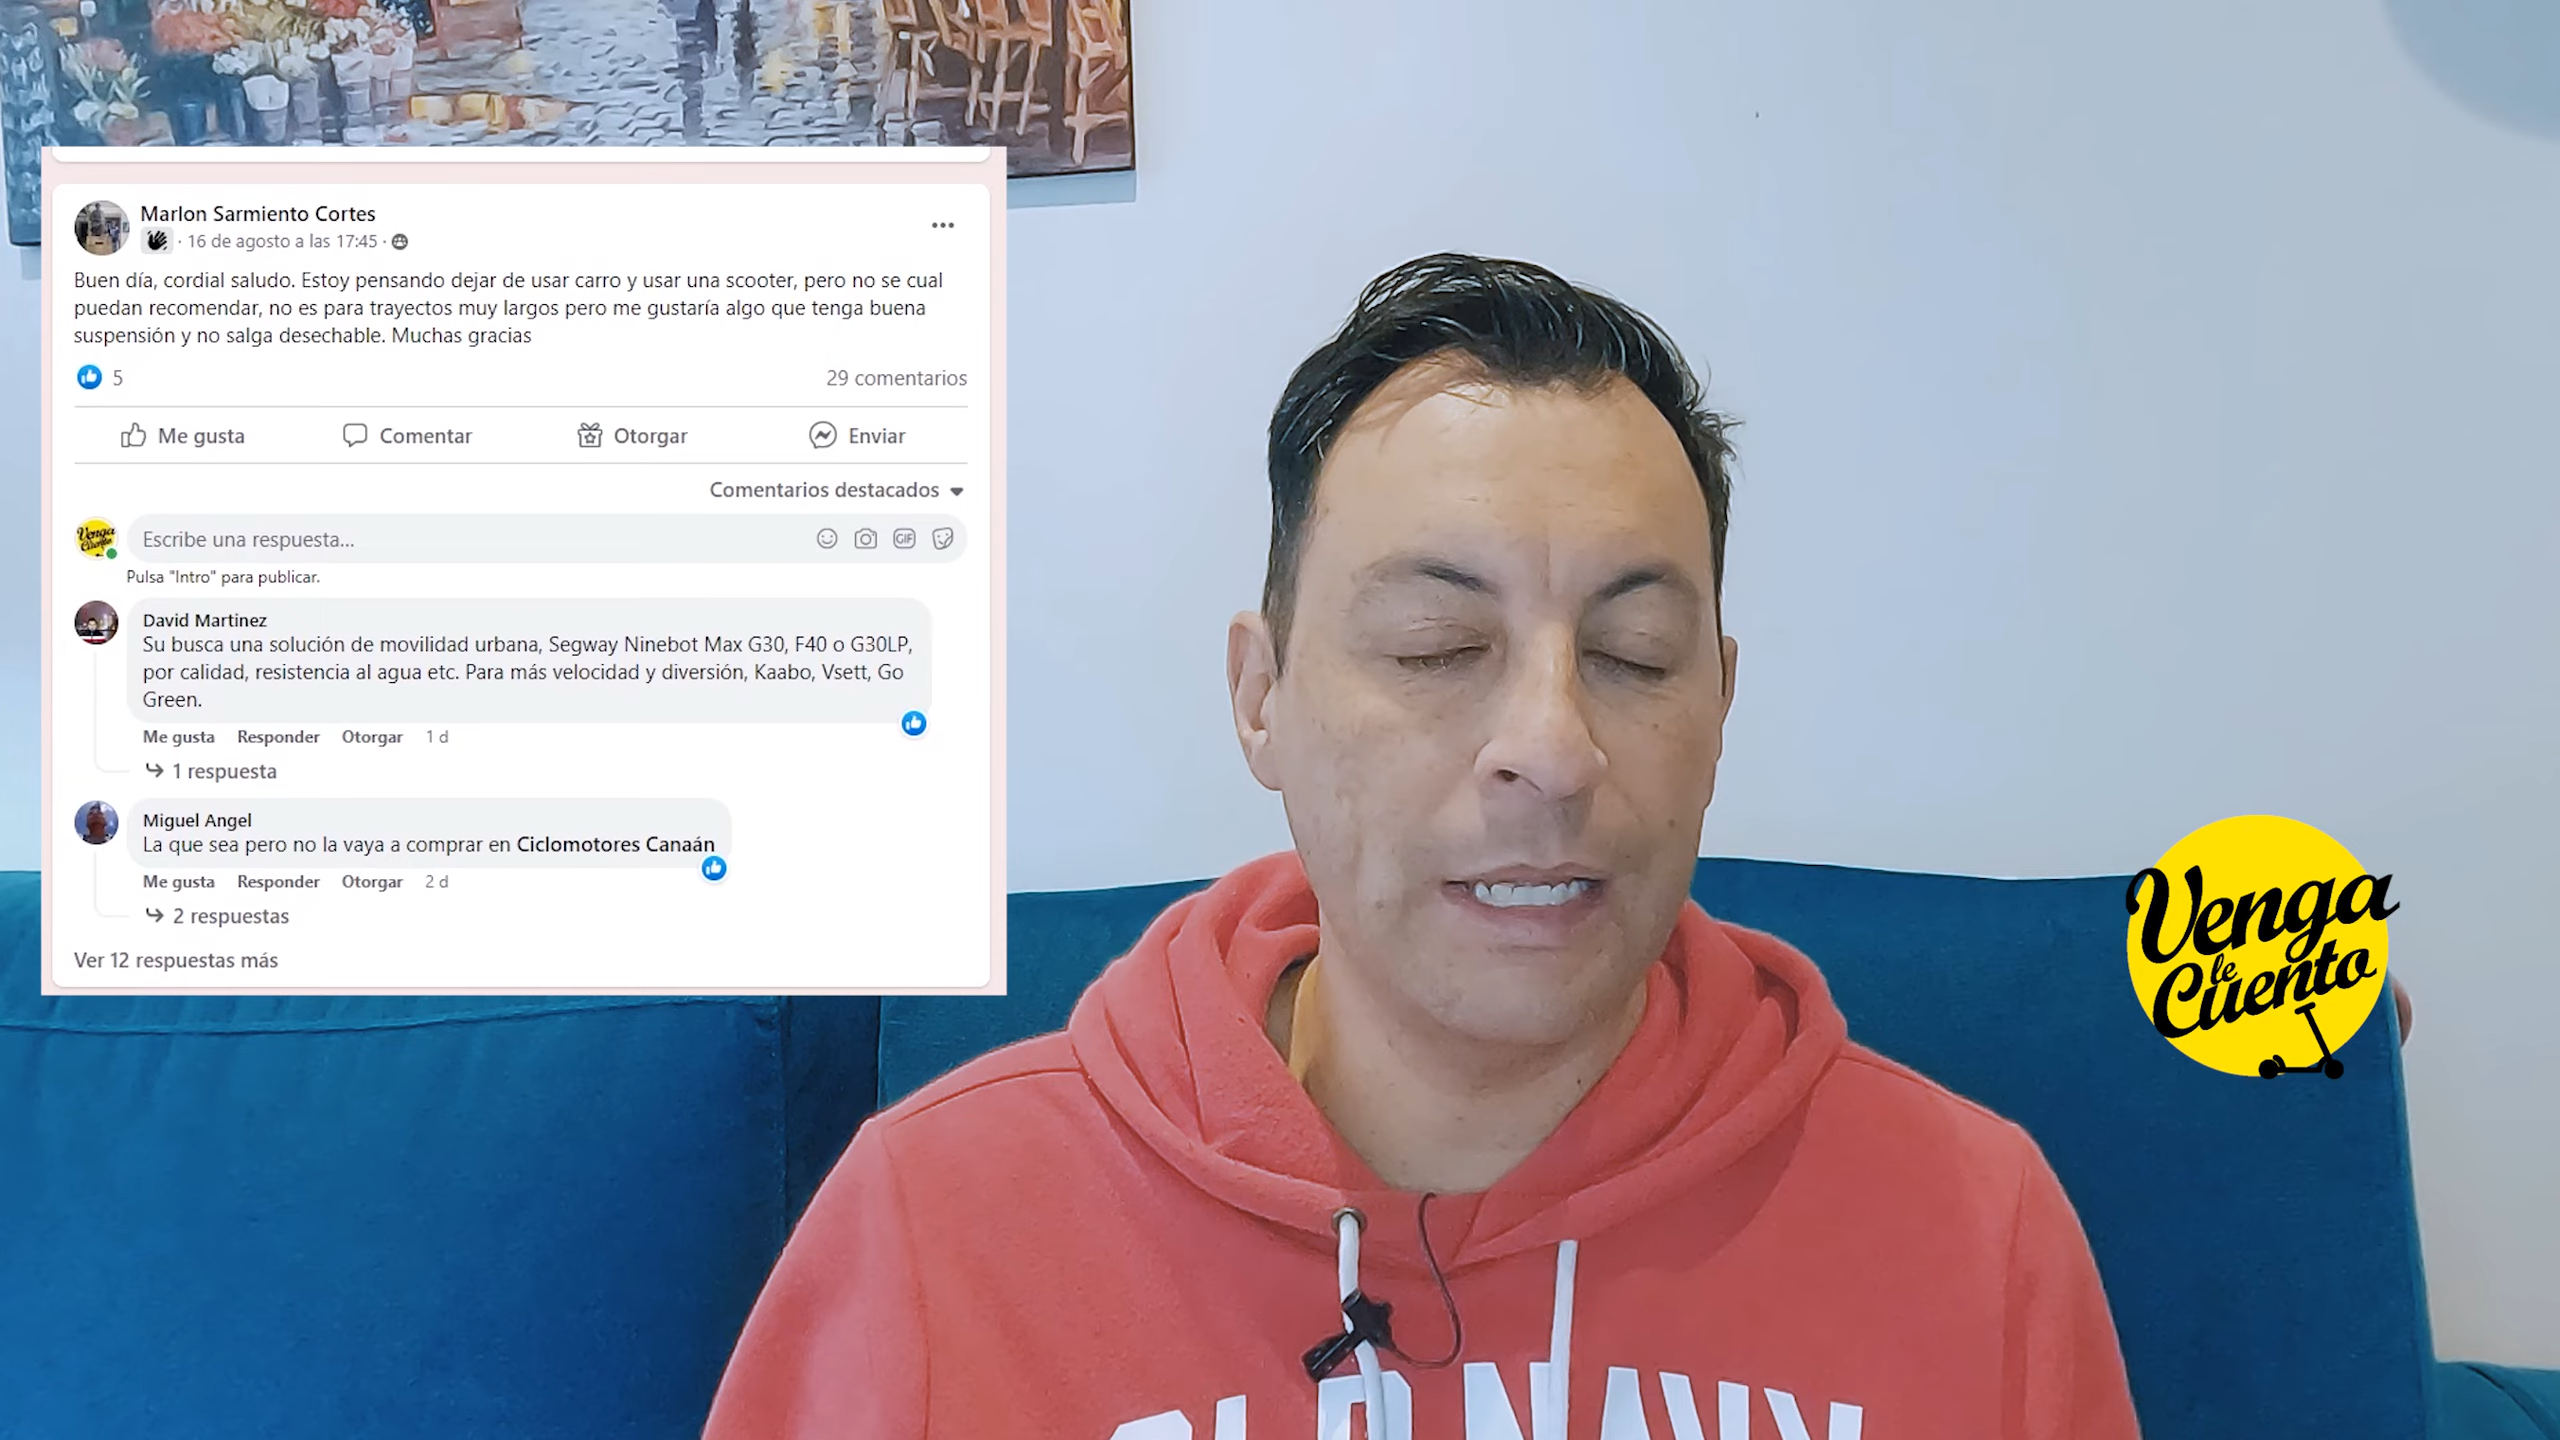 Marlon Sarmiento Cortes
· 16 de agosto a las 17:45 ·
Buen día, cordial saludo. Estoy pensando dejar de usar carro y usar una scooter, pero no se cual
puedan recomendar, no es para trayectos muy largos pero me gustaría algo que tenga buena
suspensión y no salga desechable. Muchas gracias
5
29 comentarios
Me gusta
Comentar
Otorgar
Enviar
Comentarios destacados
Venga le Cuento
Escribe una respuesta...
GIF
Pulsa "Intro" para publicar.
David Martinez
Su busca una solución de movilidad urbana, Segway Ninebot Max G30, F40 o G30LP,
por calidad, resistencia al agua etc. Para más velocidad y diversión, Kaabo, Vsett, Go
Green.
Me gusta Responder Otorgar 1 d
1 respuesta
Miguel Angel
La que sea pero no la vaya a comprar en Ciclomotores Canaán
Me gusta Responder Otorgar 2 d
2 respuestas
Ver 12 respuestas más
Venga
le
Cuento
OLD NAVY